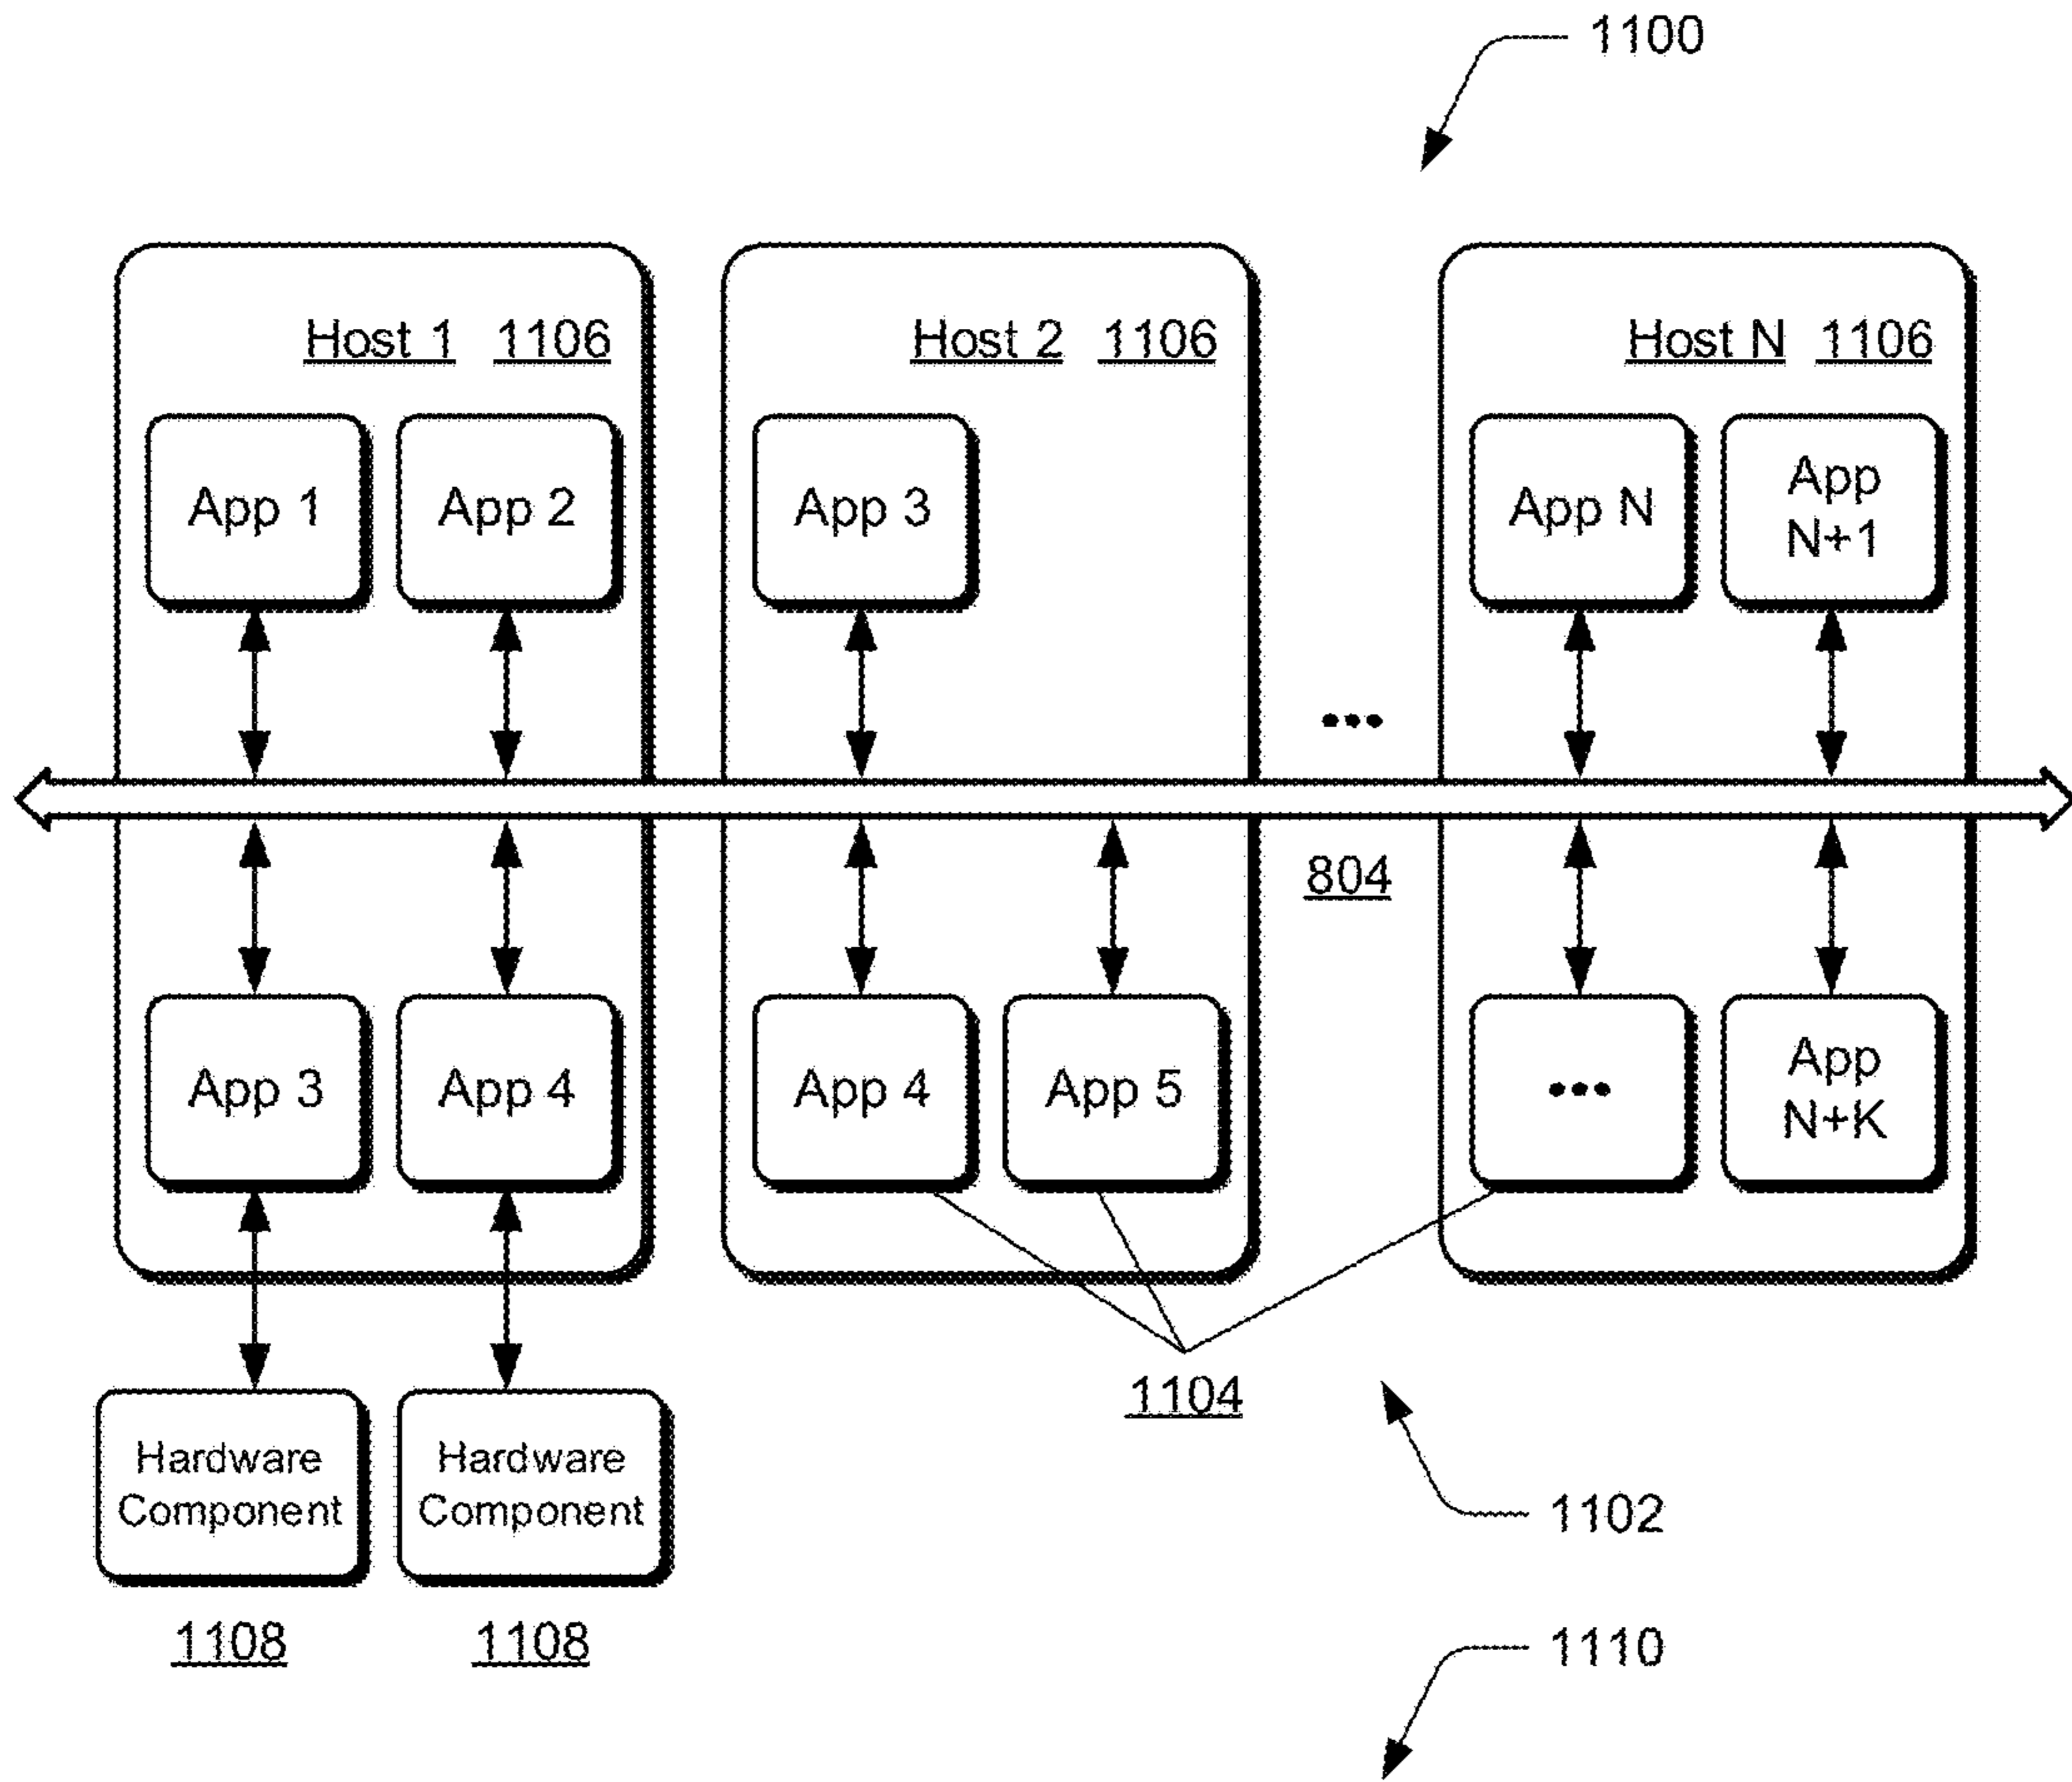 1100
Host 1 1106
Host 2 1106
Host N 1106
App 1
App 2
App 3
App N
App
N+1
...
804
App 3
App 4
App 4
App 5
...
App
N+K
1104
Hardware
Component
Hardware
Component
1102
1108
1108
1110